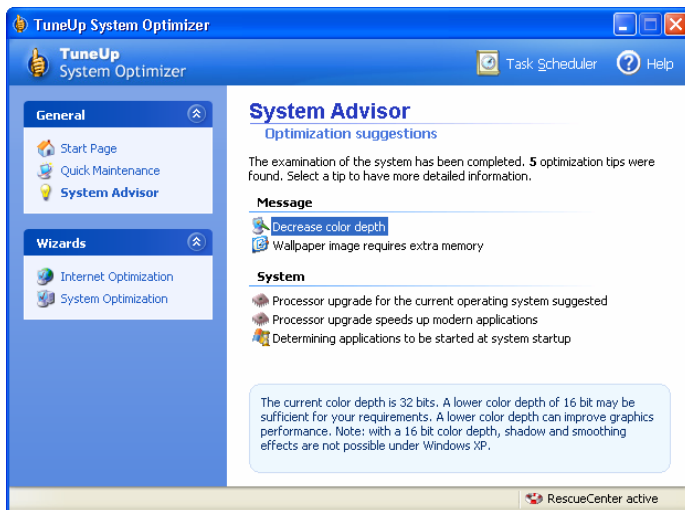 TuneUp System Optimizer
TuneUp
System Optimizer
Task Scheduler
Help
General
Start Page
Quick Maintenance
System Advisor
Wizards
Internet Optimization
System Optimization
System Advisor
Optimization suggestions
The examination of the system has been completed. 5 optimization tips were
found. Select a tip to have more detailed information.
Message
Decrease color depth
Wallpaper image requires extra memory
System
Processor upgrade for the current operating system suggested
Processor upgrade speeds up modern applications
Determining applications to be started at system startup
The current color depth is 32 bits. A lower color depth of 16 bit may be
sufficient for your requirements. A lower color depth can improve graphics
performance. Note: with a 16 bit color depth, shadow and smoothing
effects are not possible under Windows XP.
RescueCenter active